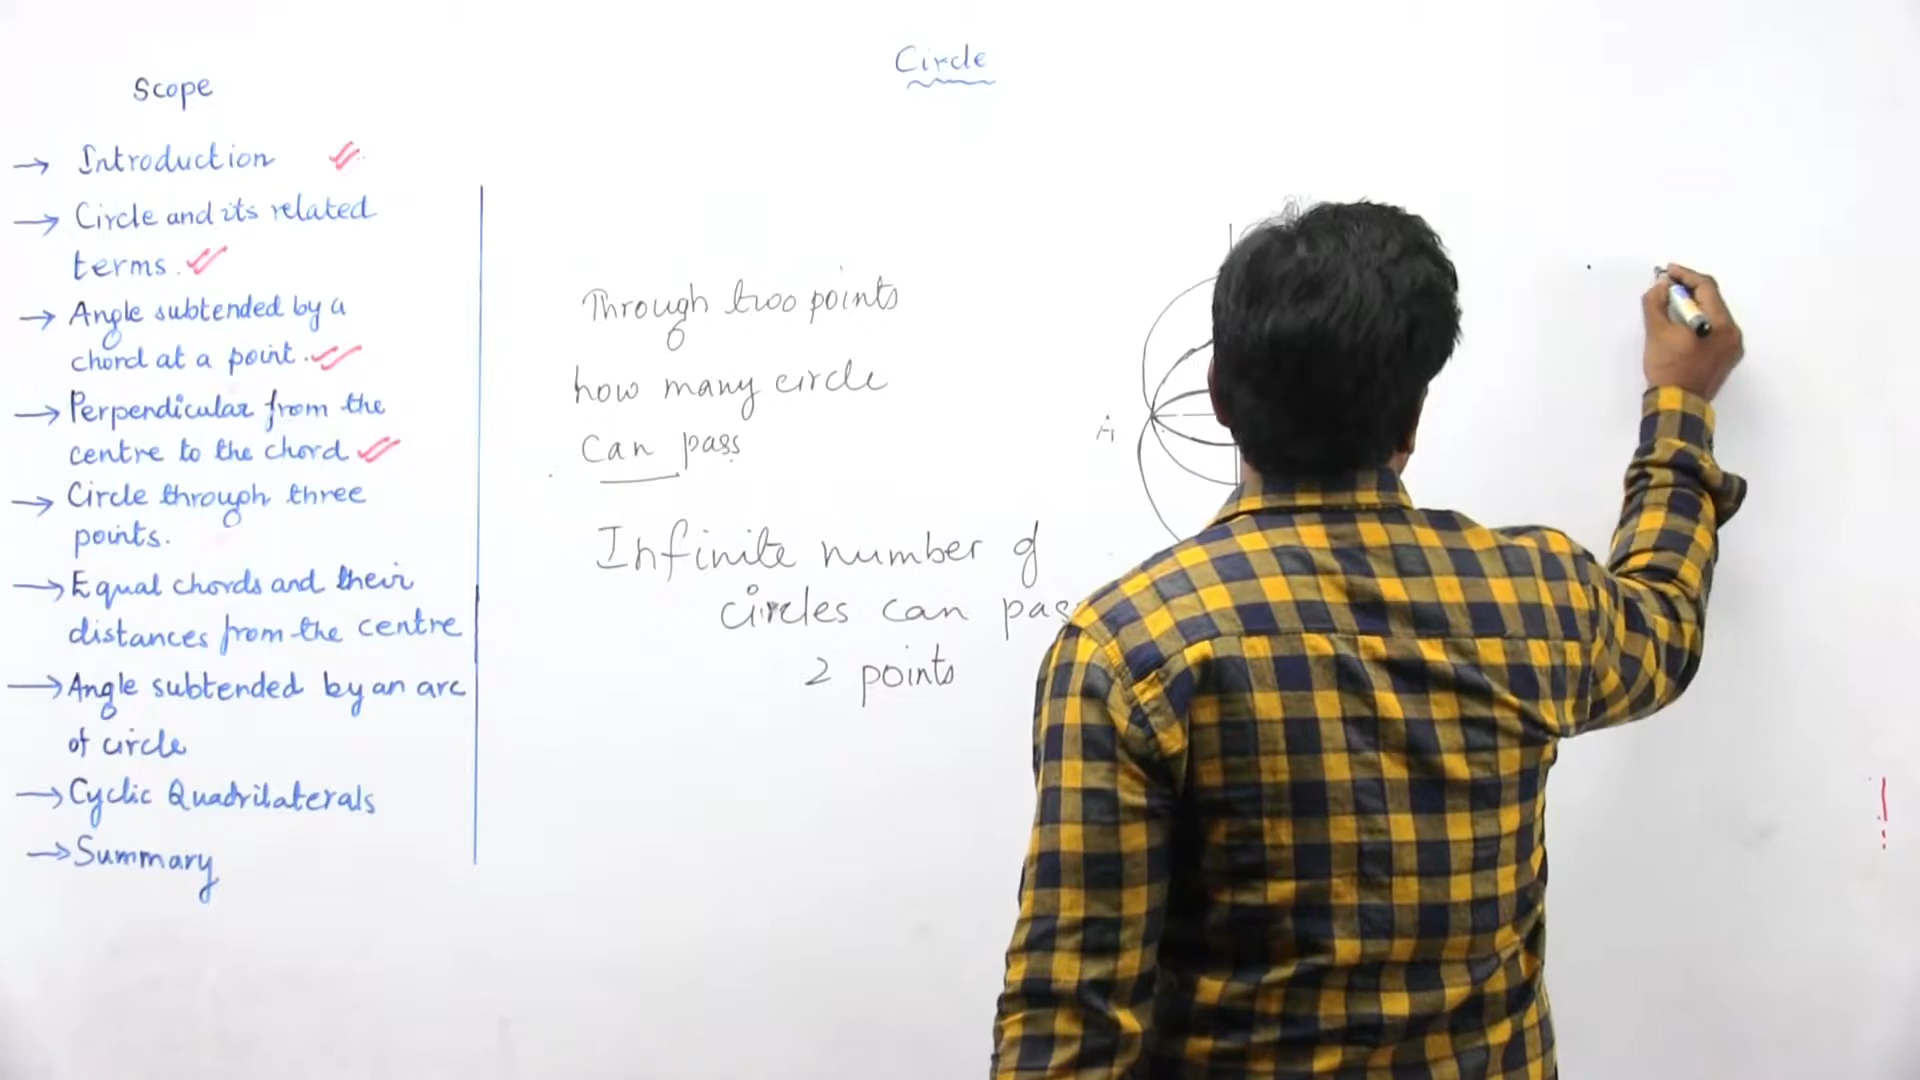 Circle
Scope
→ Introduction
→ Circle and its related
terms.
→ Angle subtended by a
chord at a point.
→ Perpendicular from the
centre to the chord
→ Circle through three
points.
→ Equal chords and their
distances from the centre
→ Angle subtended by an arc
of circle
→ Cyclic Quadrilaterals
→ Summary
Through two points
how many circle
can pass
Infinite number of
circles can pas
2 points
A